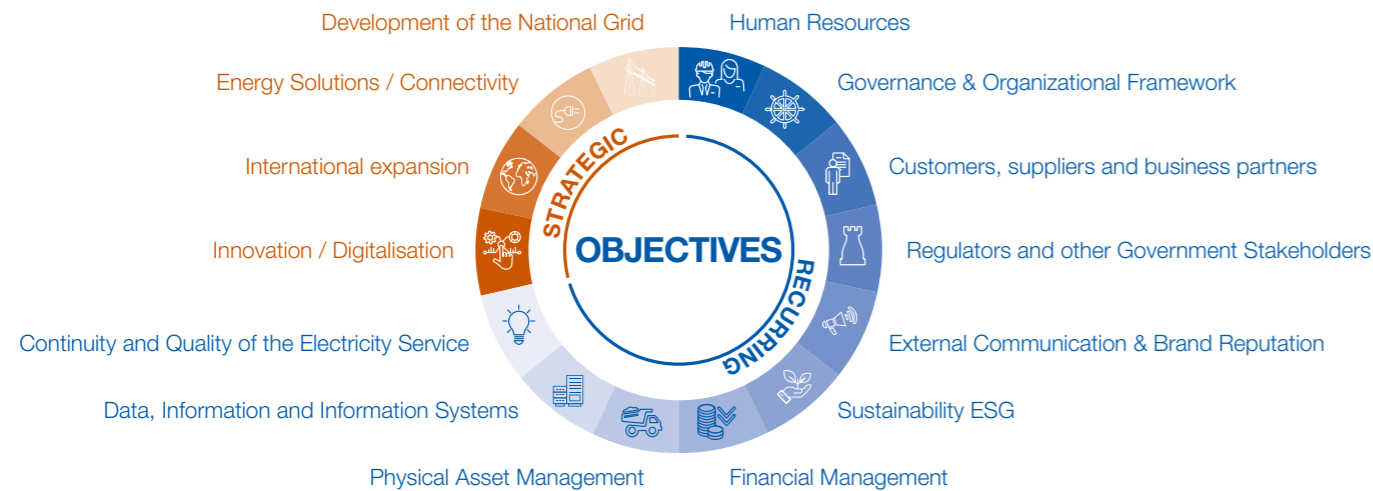 Development of the National Grid
Human Resources
Energy Solutions / Connectivity
Governance & Organizational Framework
International expansion
Customers, suppliers and business partners
STRATEGIC
Innovation / Digitalisation
OBJECTIVES
Regulators and other Government Stakeholders
RECURRING
Continuity and Quality of the Electricity Service
External Communication & Brand Reputation
Data, Information and Information Systems
Sustainability ESG
Physical Asset Management
Financial Management